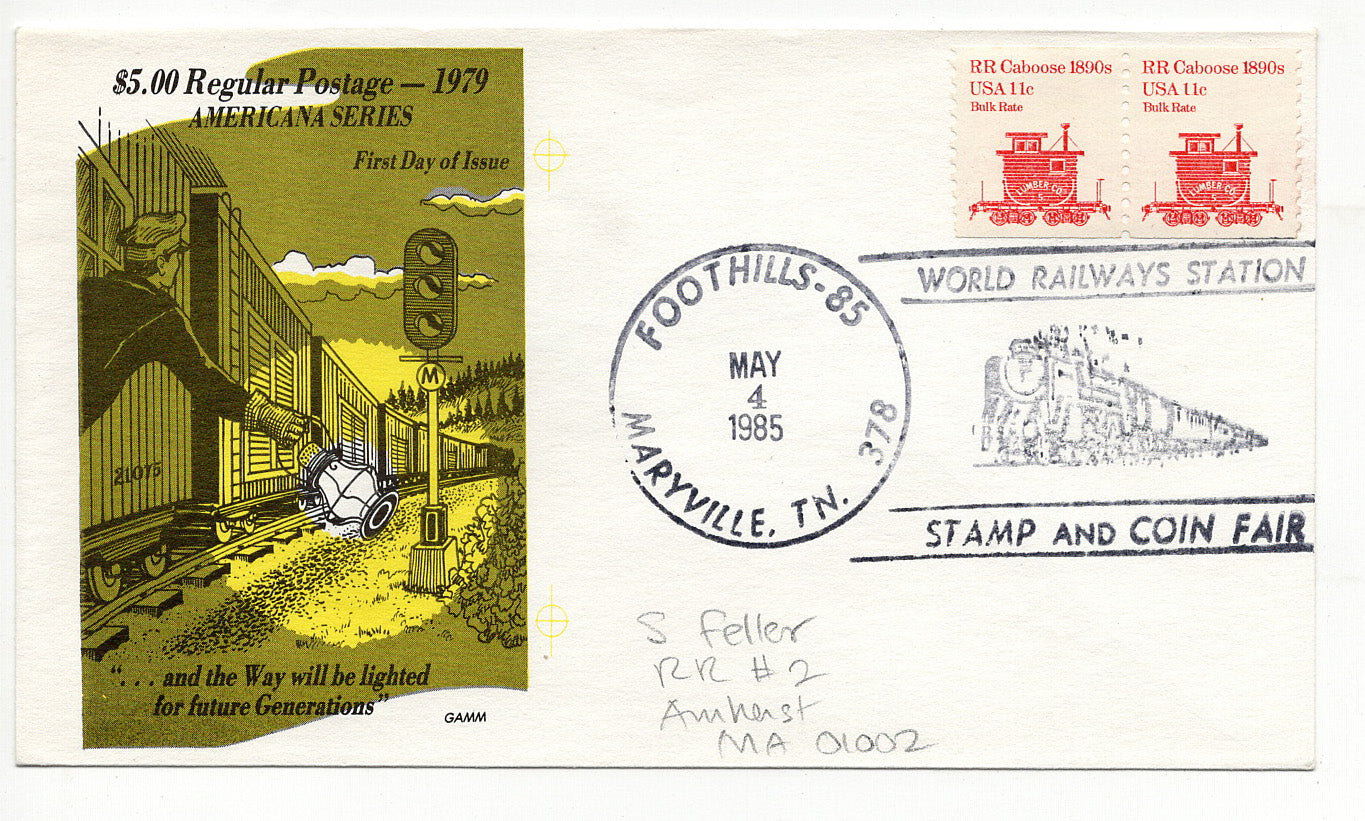 $5.00 Regular Postage — 1979
AMERICANA SERIES
First Day of Issue
M
21075
“. . . and the Way will be lighted
for future Generations”
GAMM
RR Caboose 1890s
USA 11c
Bulk Rate
LUMBER CO.
5
RR Caboose 1890s
USA 11c
Bulk Rate
LUMBER CO.
FOOTHILLS-85
MAY
4
1985
MARYVILLE, TN. 378
WORLD RAILWAYS STATION
STAMP AND COIN FAIR
S Feller
RR # 2
Amherst
MA 01002